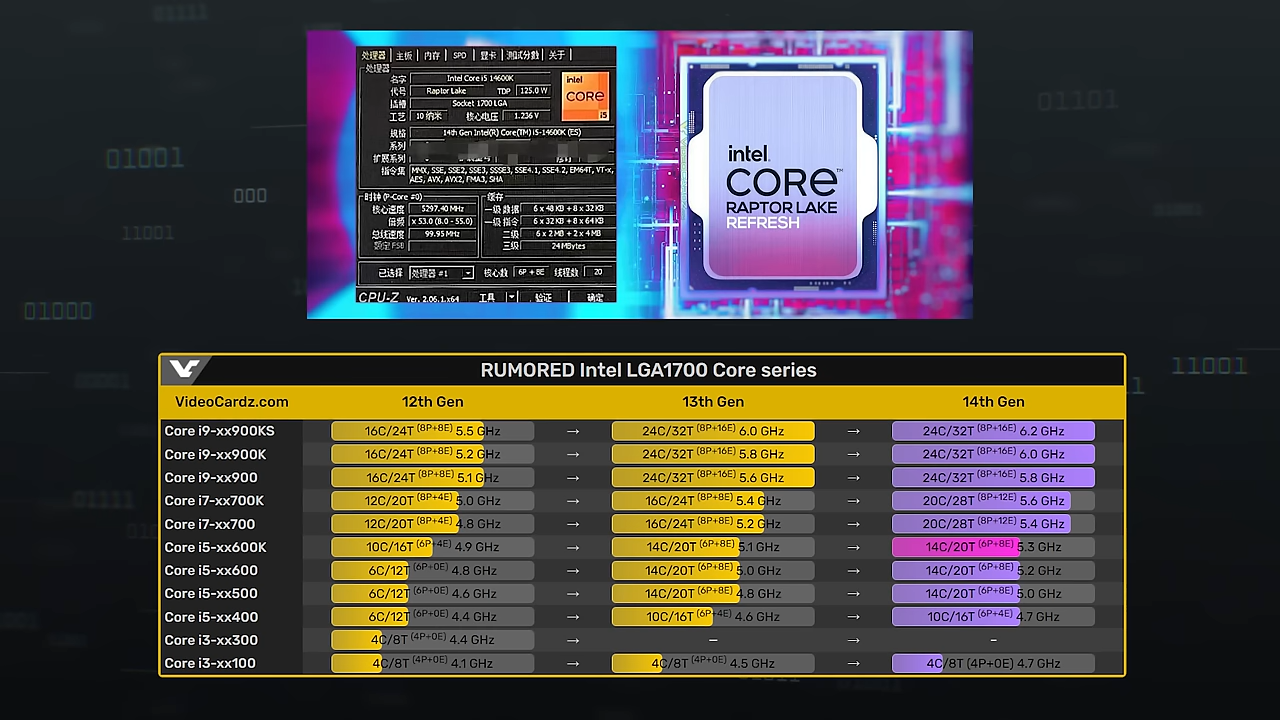 处理器 主板 内存 SPD 显卡 测试分数 关于
处理器
名字 Intel Core i5 14600K
代号 Raptor Lake TDP 125.0 W
插槽 Socket 1700 LGA
工艺 10 纳米 核心电压 1.236 V
规格 14th Gen Intel(R) Core(TM) i5-14600K (ES)
系列
扩展系列
指令集 MMX, SSE, SSE2, SSE3, SSSE3, SSE4.1, SSE4.2, EM64T, VT-x,
AES, AVX, AVX2, FMA3, SHA
时钟 (P-Core #0) 缓存
核心速度 5297.40 MHz 一级 数据 6 x 48 KB + 8 x 32 KB
倍频 x 53.0 (8.0 - 55.0) 一级 指令 6 x 32 KB + 8 x 64 KB
总线速度 99.95 MHz 二级 6 x 2 MB + 2 x 4 MB
额定 FSB 三级 24 MBytes
已选择 处理器 #1 核心数 6P + 8E 线程数 20
CPU-Z Ver. 2.06.1.x64 工具 验证 确定
intel
CORE
i5
intel
CORE™
RAPTOR LAKE
REFRESH
01111
01101
01001
000
11001
01000
11001
RUMORED Intel LGA1700 Core series
VideoCardz.com 12th Gen 13th Gen 14th Gen
Core i9-xx900KS 16C/24T (8P+8E) 5.5 GHz → 24C/32T (8P+16E) 6.0 GHz → 24C/32T (8P+16E) 6.2 GHz
Core i9-xx900K 16C/24T (8P+8E) 5.2 GHz → 24C/32T (8P+16E) 5.8 GHz → 24C/32T (8P+16E) 6.0 GHz
Core i9-xx900 16C/24T (8P+8E) 5.1 GHz → 24C/32T (8P+16E) 5.6 GHz → 24C/32T (8P+16E) 5.8 GHz
Core i7-xx700K 12C/20T (8P+4E) 5.0 GHz → 16C/24T (8P+8E) 5.4 GHz → 20C/28T (8P+12E) 5.6 GHz
Core i7-xx700 12C/20T (8P+4E) 4.8 GHz → 16C/24T (8P+8E) 5.2 GHz → 20C/28T (8P+12E) 5.4 GHz
Core i5-xx600K 10C/16T (6P+4E) 4.9 GHz → 14C/20T (6P+8E) 5.1 GHz → 14C/20T (6P+8E) 5.3 GHz
Core i5-xx600 6C/12T (6P+0E) 4.8 GHz → 14C/20T (6P+8E) 5.0 GHz → 14C/20T (6P+8E) 5.2 GHz
Core i5-xx500 6C/12T (6P+0E) 4.6 GHz → 14C/20T (6P+8E) 4.8 GHz → 14C/20T (6P+8E) 5.0 GHz
Core i5-xx400 6C/12T (6P+0E) 4.4 GHz → 10C/16T (6P+4E) 4.6 GHz → 10C/16T (6P+4E) 4.7 GHz
Core i3-xx300 4C/8T (4P+0E) 4.4 GHz → – → –
Core i3-xx100 4C/8T (4P+0E) 4.1 GHz → 4C/8T (4P+0E) 4.5 GHz → 4C/8T (4P+0E) 4.7 GHz